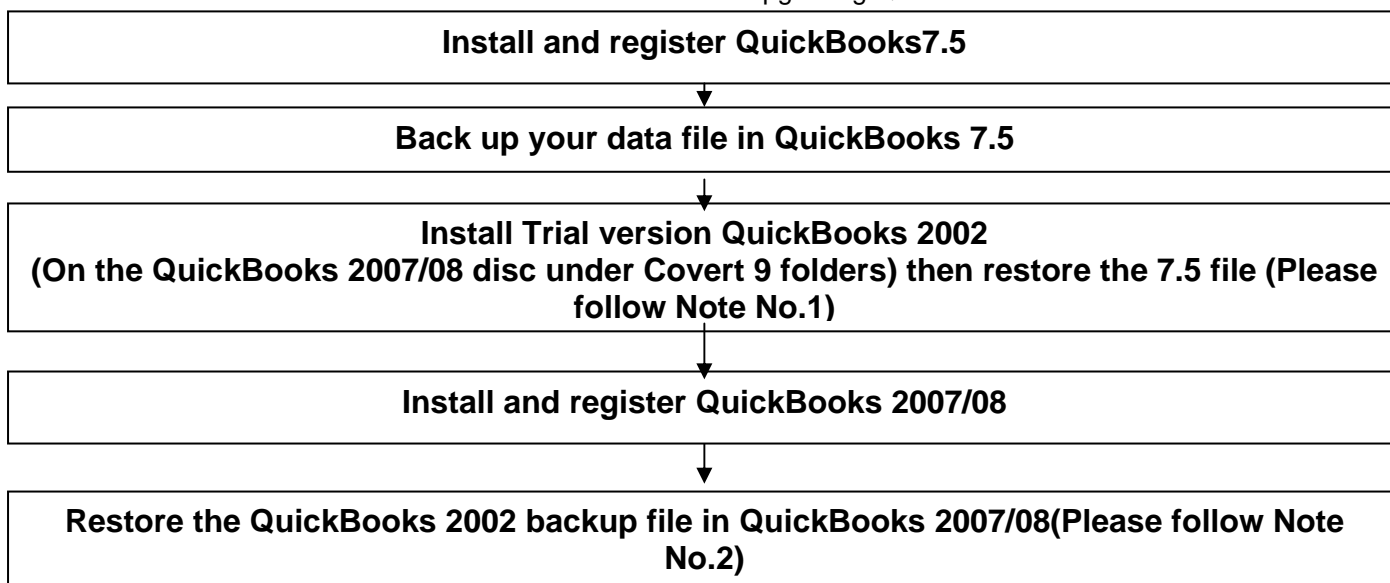 Install and register QuickBooks7.5
Back up your data file in QuickBooks 7.5
Install Trial version QuickBooks 2002
(On the QuickBooks 2007/08 disc under Covert 9 folders) then restore the 7.5 file (Please
follow Note No.1)
Install and register QuickBooks 2007/08
Restore the QuickBooks 2002 backup file in QuickBooks 2007/08(Please follow Note
No.2)